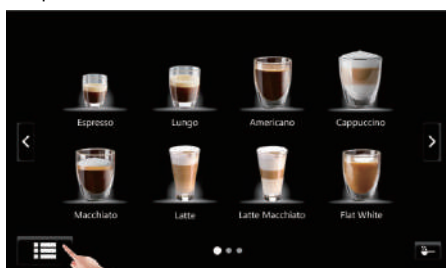 Espresso
Lungo
Americano
Cappuccino
Macchiato
Latte
Latte Macchiato
Flat White